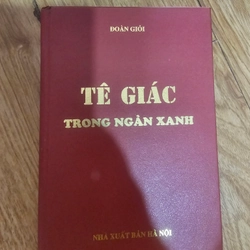 ĐOÀN GIỎI
TÊ GIÁC
TRONG NGÀN XANH
NHÀ XUẤT BẢN HÀ NỘI